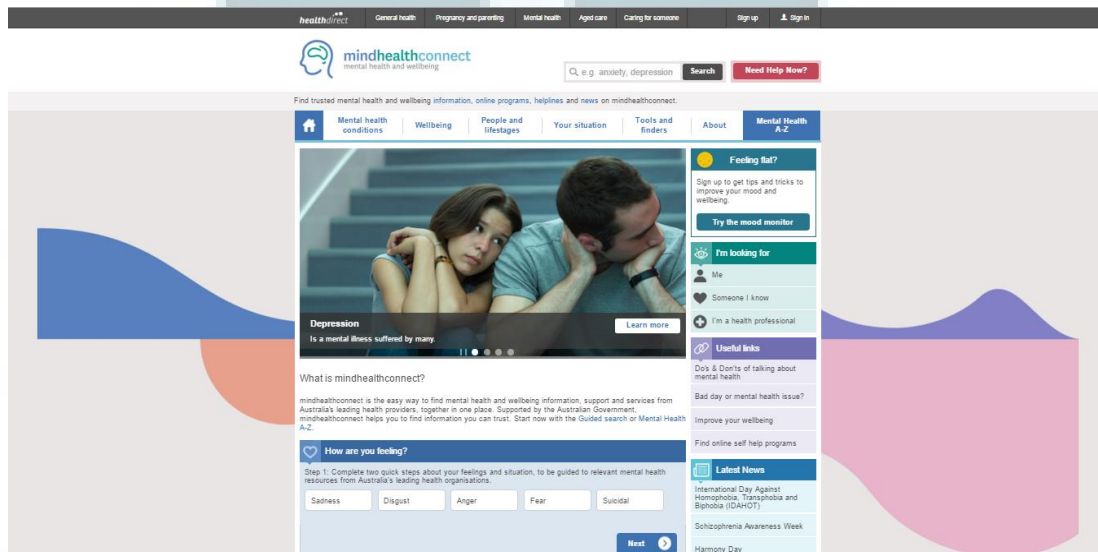 healthdirect General health Pregnancy and parenting Mental health Aged care Caring for someone Sign up Sign in
mindhealthconnect
mental health and wellbeing
e.g. anxiety, depression Search Need Help Now?
Find trusted mental health and wellbeing information, online programs, helplines and news on mindhealthconnect.
Mental health conditions Wellbeing People and lifestages Your situation Tools and finders About Mental Health A-Z
Depression
Is a mental illness suffered by many.
Learn more
What is mindhealthconnect?
mindhealthconnect is the easy way to find mental health and wellbeing information, support and services from
Australia's leading health providers, together in one place. Supported by the Australian Government,
mindhealthconnect helps you to find information you can trust. Start now with the Guided search or Mental Health
A-Z.
How are you feeling?
Step 1: Complete two quick steps about your feelings and situation, to be guided to relevant mental health
resources from Australia's leading health organisations.
Sadness Disgust Anger Fear Suicidal
Next
Feeling flat?
Sign up to get tips and tricks to
improve your mood and
wellbeing.
Try the mood monitor
I'm looking for
Me
Someone I know
I'm a health professional
Useful links
Do's & Don'ts of talking about
mental health
Bad day or mental health issue?
Improve your wellbeing
Find online self help programs
Latest News
International Day Against
Homophobia, Transphobia and
Biphobia (IDAHOT)
Schizophrenia Awareness Week
Harmony Day